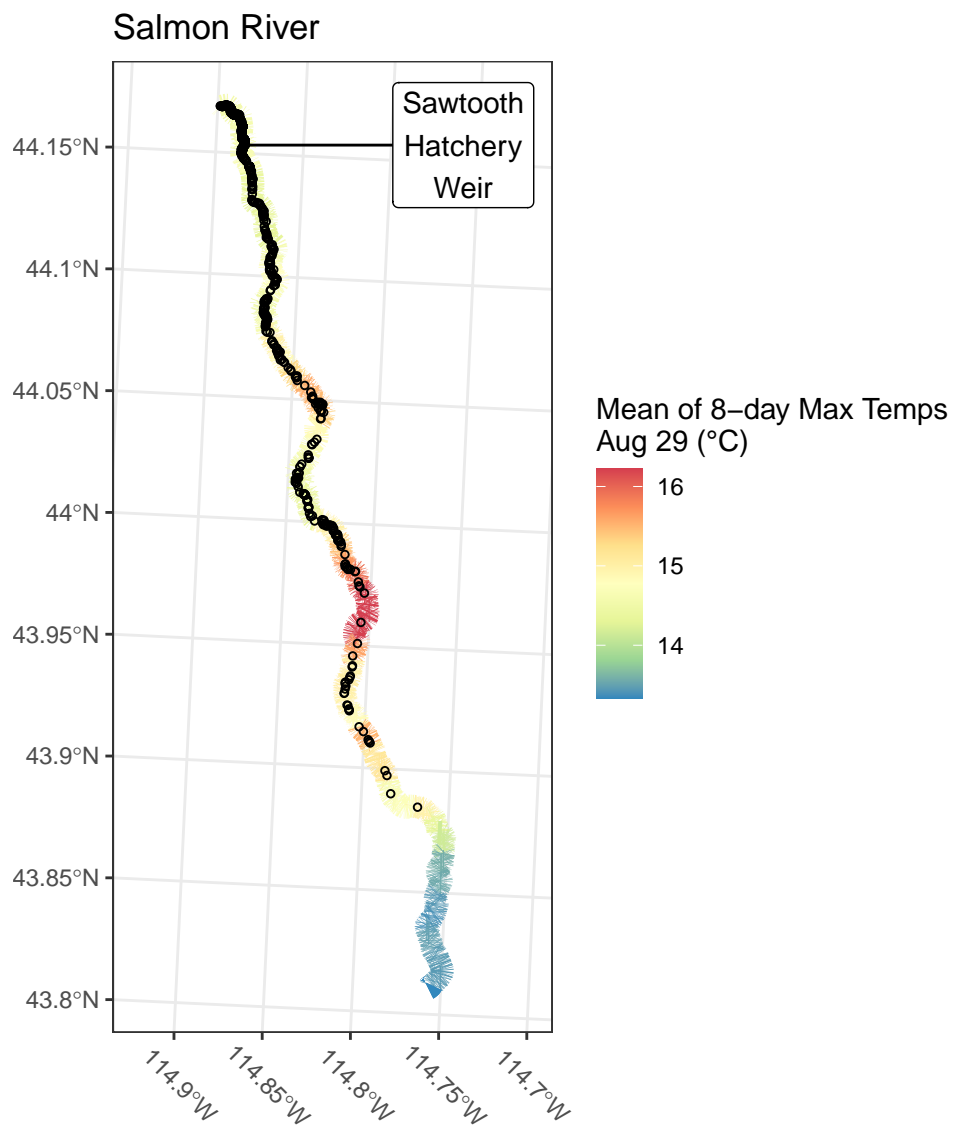 Salmon River
Sawtooth
Hatchery
Weir
44.15°N
44.1°N
44.05°N
44°N
43.95°N
43.9°N
43.85°N
43.8°N
114.9°W
114.85°W
114.8°W
114.75°W
114.7°W
Mean of 8−day Max Temps
Aug 29 (°C)
16
15
14